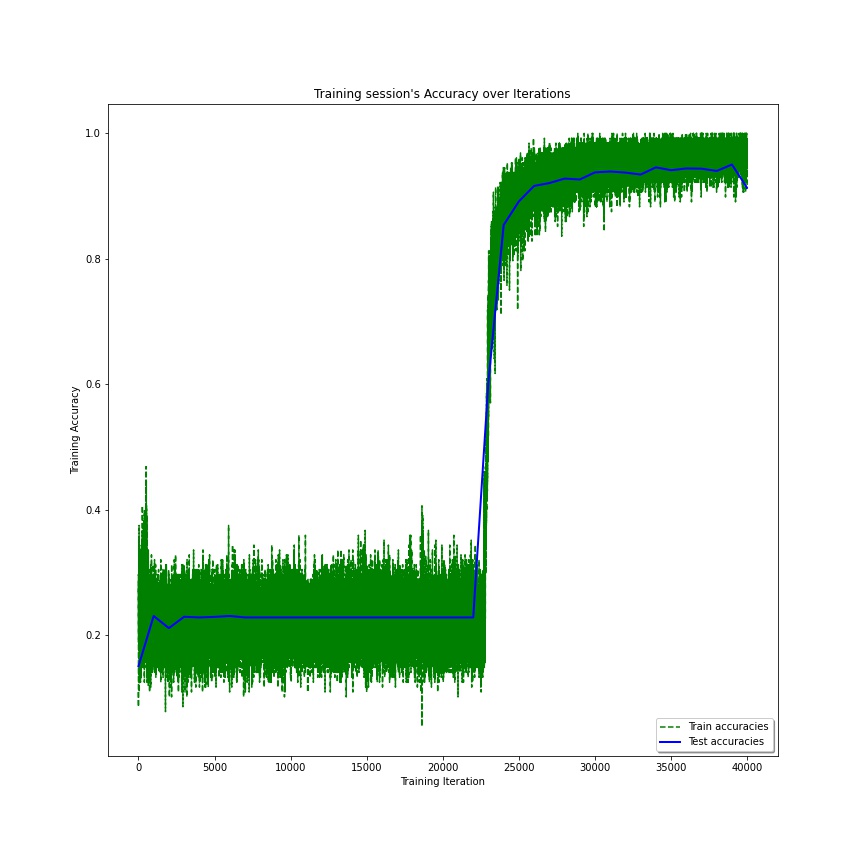 Training session's Accuracy over Iterations
1.0
0.8
0.6
0.4
0.2
Training Accuracy
0
5000
10000
15000
20000
25000
30000
35000
40000
Training Iteration
Train accuracies
Test accuracies